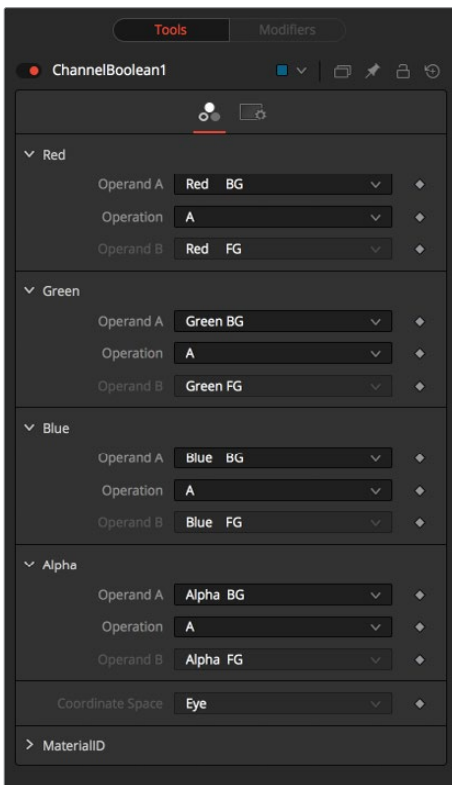 Tools Modifiers
ChannelBoolean1
Red
Operand A Red BG
Operation A
Operand B Red FG
Green
Operand A Green BG
Operation A
Operand B Green FG
Blue
Operand A Blue BG
Operation A
Operand B Blue FG
Alpha
Operand A Alpha BG
Operation A
Operand B Alpha FG
Coordinate Space Eye
MaterialID